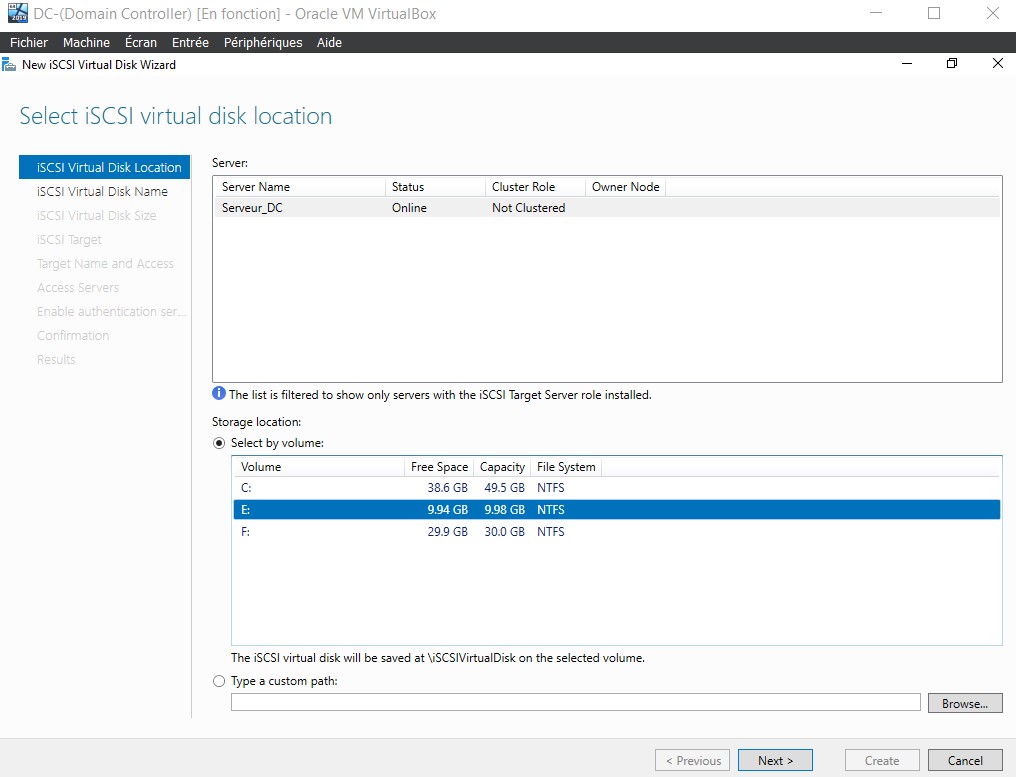 DC-(Domain Controller) [En fonction] - Oracle VM VirtualBox
Fichier Machine Écran Entrée Périphériques Aide
New iSCSI Virtual Disk Wizard
Select iSCSI virtual disk location
iSCSI Virtual Disk Location
iSCSI Virtual Disk Name
iSCSI Virtual Disk Size
iSCSI Target
Target Name and Access
Access Servers
Enable authentication ser...
Confirmation
Results
Server:
Server Name Status Cluster Role Owner Node
Serveur_DC Online Not Clustered
The list is filtered to show only servers with the iSCSI Target Server role installed.
Storage location:
Select by volume:
Volume Free Space Capacity File System
C: 38.6 GB 49.5 GB NTFS
E: 9.94 GB 9.98 GB NTFS
F: 29.9 GB 30.0 GB NTFS
The iSCSI virtual disk will be saved at \iSCSIVirtualDisk on the selected volume.
Type a custom path:
Browse...
< Previous Next > Create Cancel